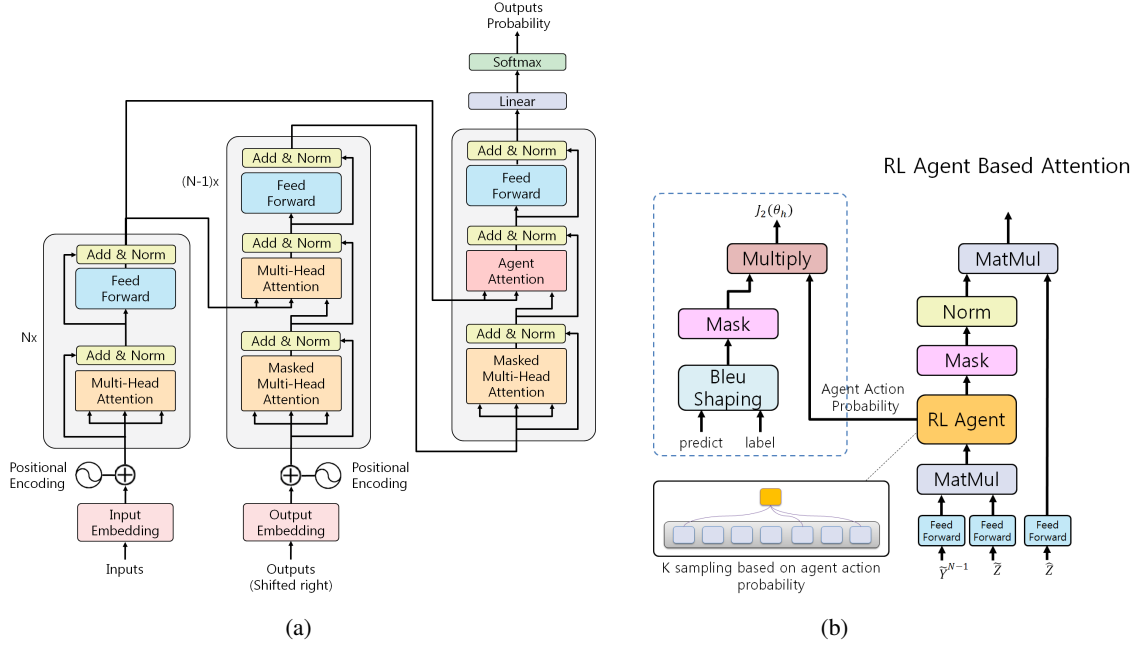 Outputs
Probability
Softmax
Linear
Add & Norm
Feed
Forward
Add & Norm
Agent
Attention
Add & Norm
Masked
Multi-Head
Attention
(N-1)x
Add & Norm
Feed
Forward
Add & Norm
Multi-Head
Attention
Add & Norm
Masked
Multi-Head
Attention
Nx
Add & Norm
Feed
Forward
Add & Norm
Multi-Head
Attention
Positional
Encoding
Positional
Encoding
Input
Embedding
Output
Embedding
Inputs
Outputs
(Shifted right)
(a)
RL Agent Based Attention
J₂(θₕ)
Multiply
Mask
Bleu
Shaping
predict
label
Agent Action
Probability
MatMul
Norm
Mask
RL Agent
MatMul
Feed
Forward
Feed
Forward
Feed
Forward
Ỹᴺ⁻¹
Z̃
Z̃
K sampling based on agent action
probability
(b)